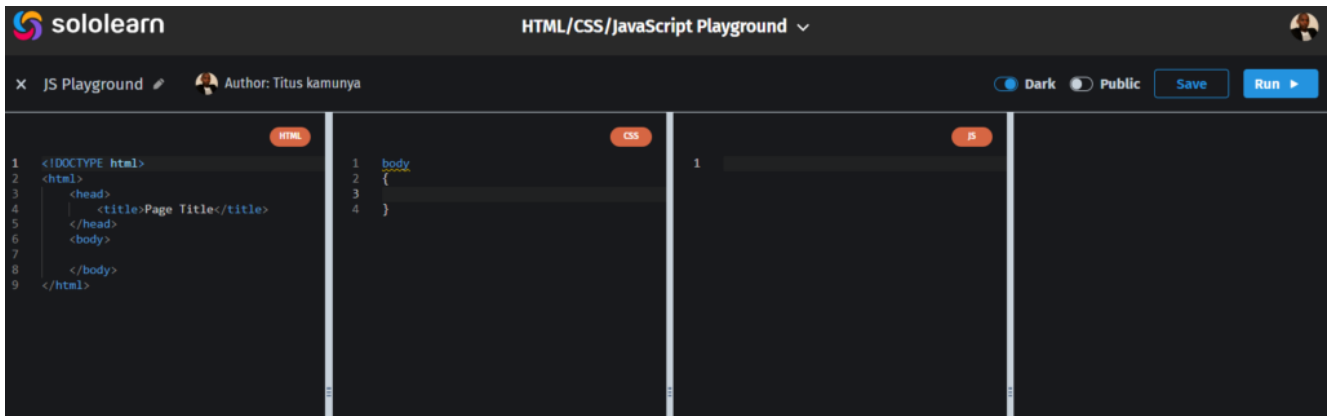 sololearn
HTML/CSS/JavaScript Playground
JS Playground
Author: Titus kamunya
Dark
Public
Save
Run
HTML
1 <!DOCTYPE html>
2 <html>
3 <head>
4 <title>Page Title</title>
5 </head>
6 <body>
7
8 </body>
9 </html>
CSS
1 body
2 {
3
4 }
JS
1